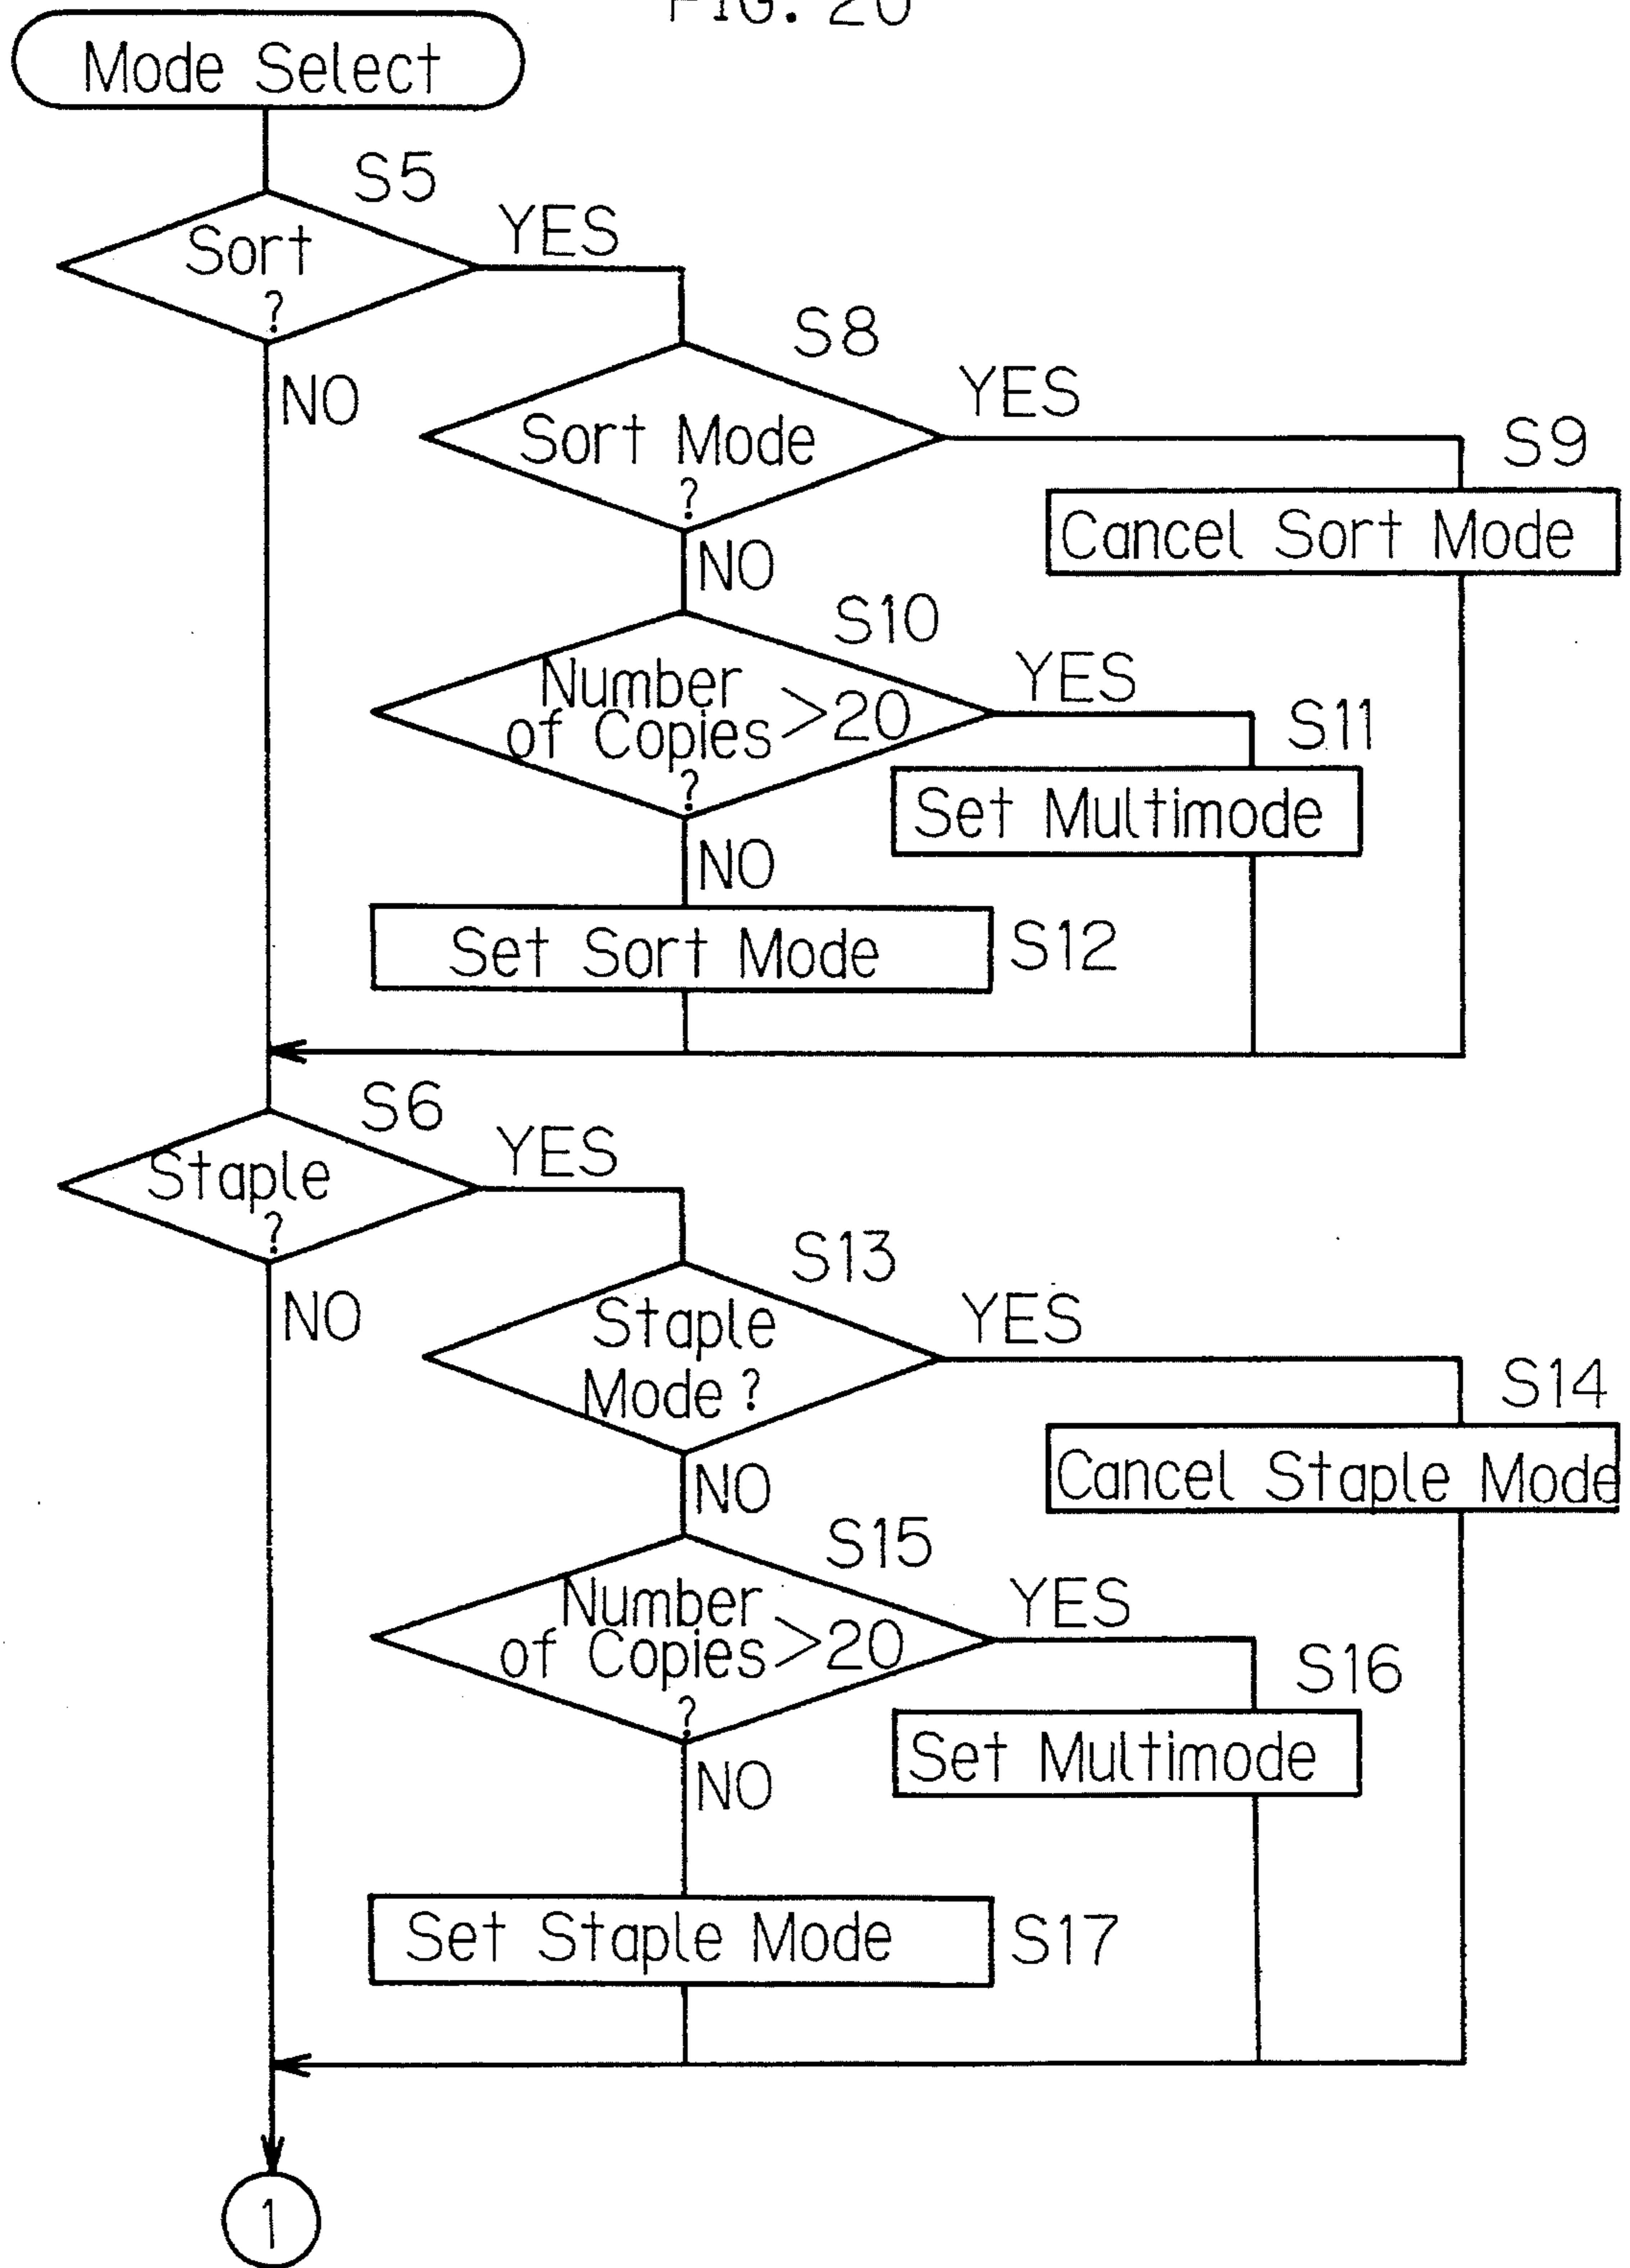 FIG. 20
Mode Select
S5
Sort
?
YES
NO
S8
Sort Mode
?
YES
NO
S9
Cancel Sort Mode
S10
Number
of Copies >20
?
YES
NO
S11
Set Multimode
Set Sort Mode
S12
S6
Staple
?
YES
NO
S13
Staple
Mode ?
YES
NO
S14
Cancel Staple Mode
S15
Number
of Copies >20
?
YES
NO
S16
Set Multimode
Set Staple Mode
S17
1